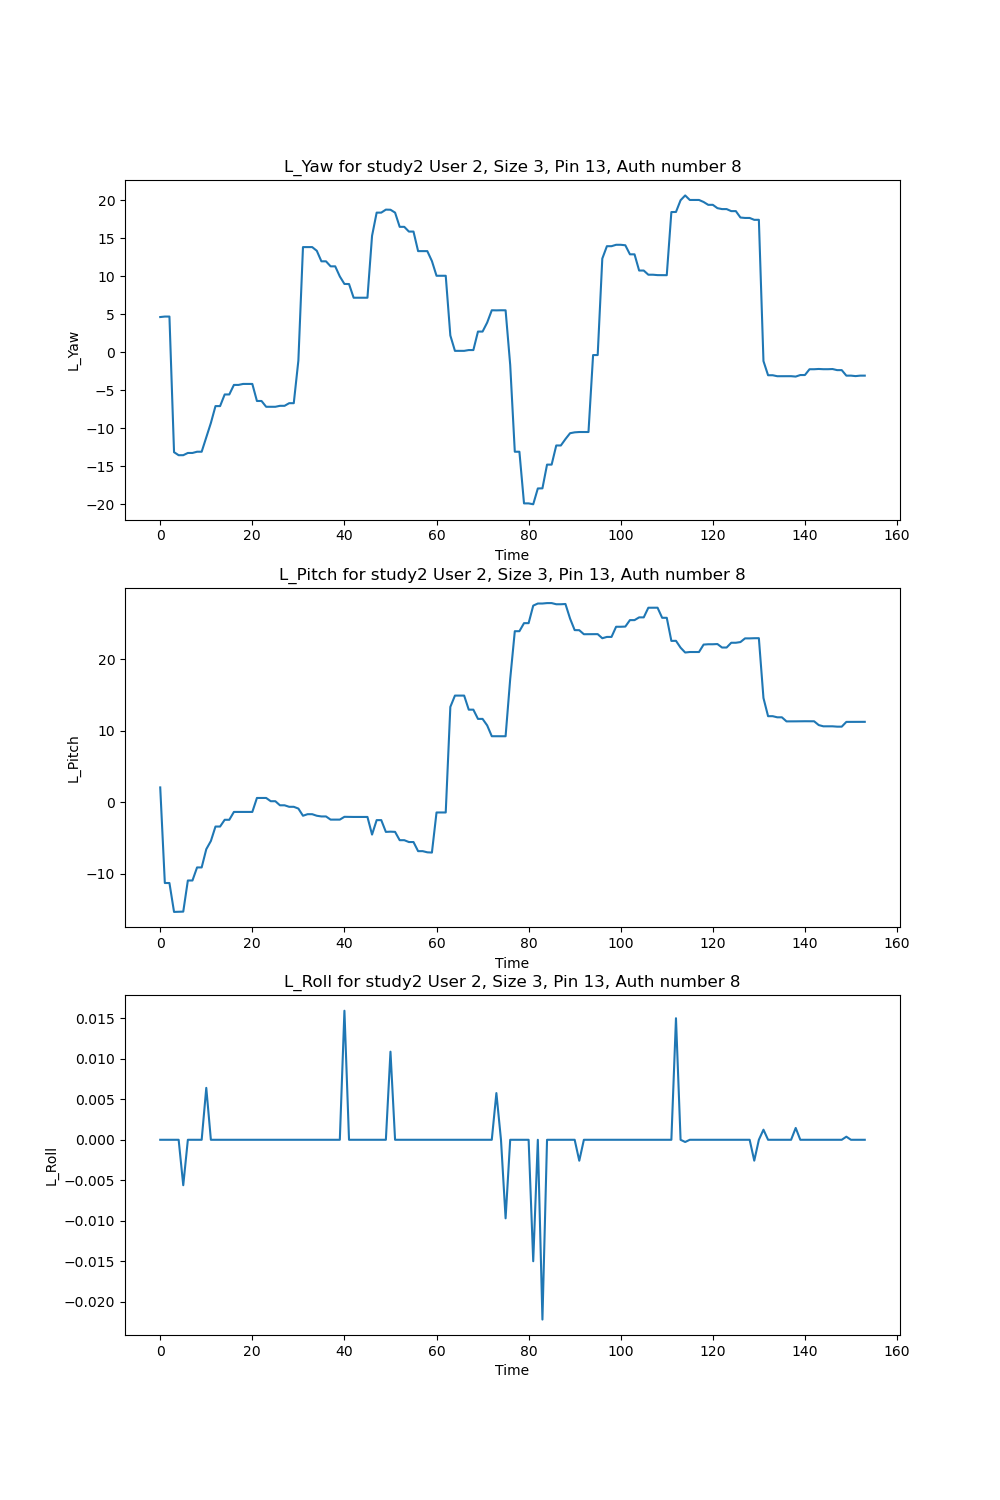 L_Yaw for study2 User 2, Size 3, Pin 13, Auth number 8
20
15
10
5
0
−5
−10
−15
−20
L_Yaw
0 20 40 60 80 100 120 140 160
Time
L_Pitch for study2 User 2, Size 3, Pin 13, Auth number 8
20
10
0
−10
L_Pitch
0 20 40 60 80 100 120 140 160
Time
L_Roll for study2 User 2, Size 3, Pin 13, Auth number 8
0.015
0.010
0.005
0.000
−0.005
−0.010
−0.015
−0.020
L_Roll
0 20 40 60 80 100 120 140 160
Time